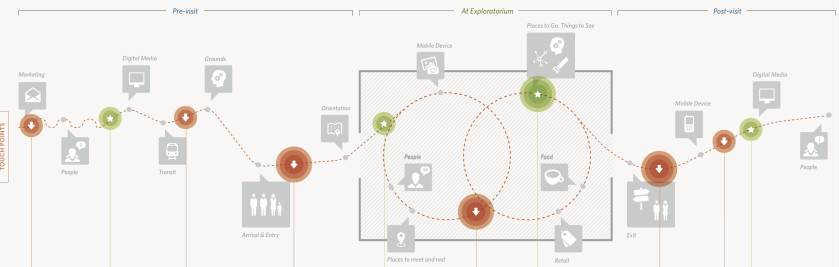 Pre-visit
At Exploratorium
Post-visit
Places to Go, Things to See
Mobile Device
Digital Media
Grounds
Marketing
Digital Media
Orientation
Mobile Device
TOUCH POINTS
People
Transit
People
Food
People
Arrival & Entry
Exit
Places to meet and rest
Retail